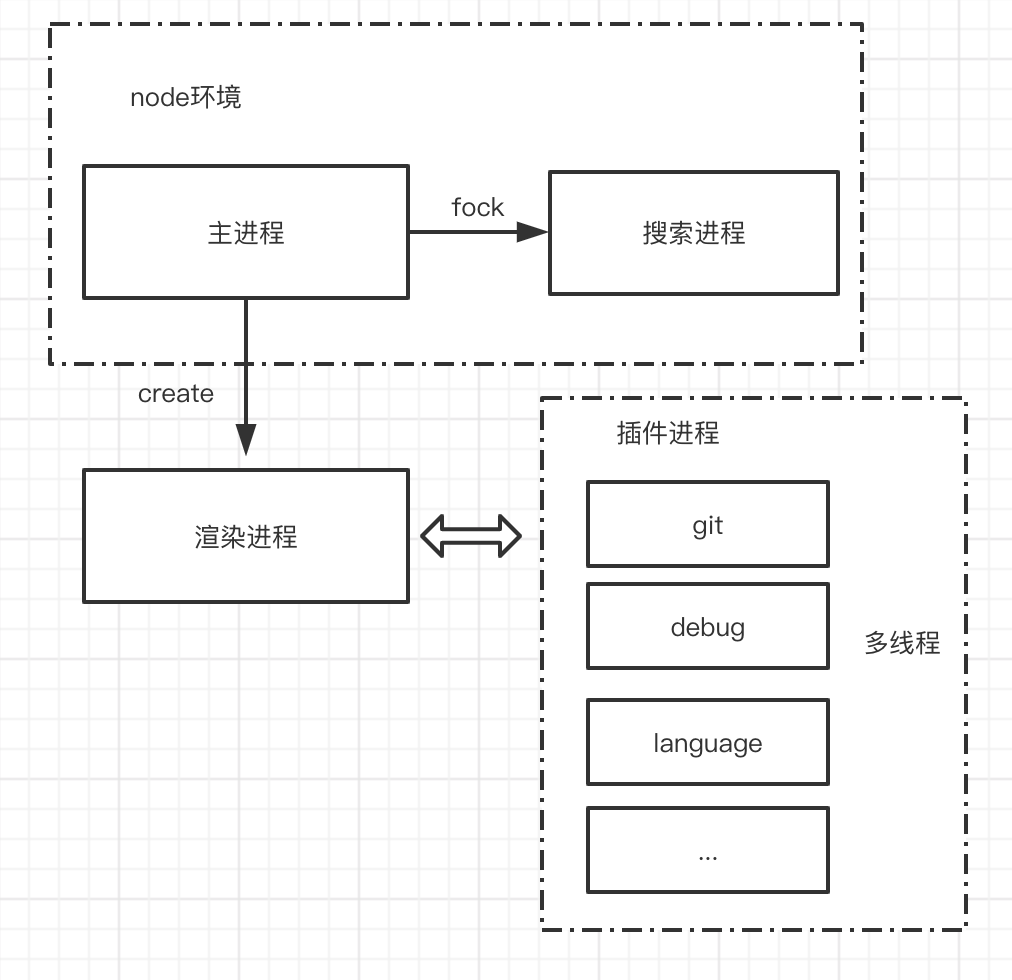 node环境
主进程
fock
搜索进程
create
渲染进程
插件进程
git
debug
多线程
language
...